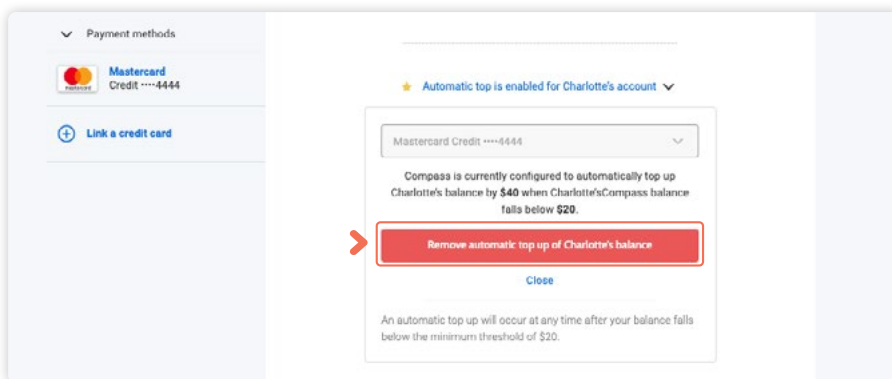 Payment methods
mastercard
Mastercard
Credit ••••4444
Link a credit card
Automatic top is enabled for Charlotte's account
Mastercard Credit ••••4444
Compass is currently configured to automatically top up
Charlotte's balance by $40 when Charlotte'sCompass balance
falls below $20.
Remove automatic top up of Charlotte's balance
Close
An automatic top up will occur at any time after your balance falls
below the minimum threshold of $20.